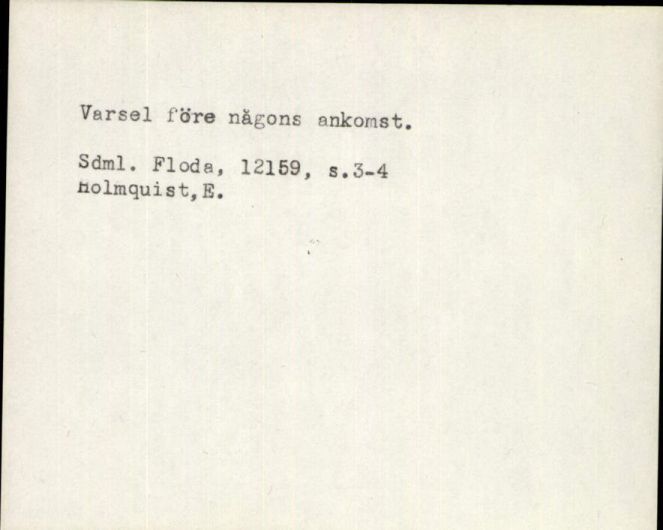 Varsel före någons ankomst.
Sdml. Floda, 12159, s.3-4
Holmquist,E.